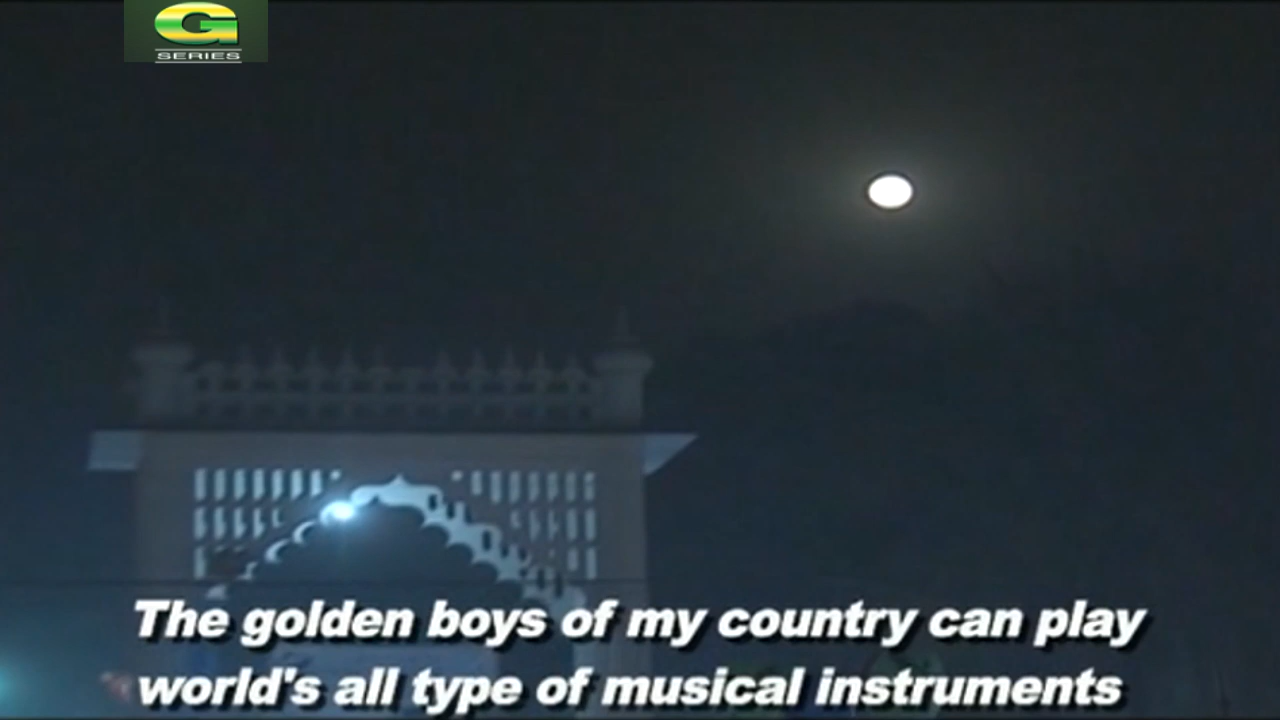 G
SERIES
The golden boys of my country can play
world's all type of musical instruments